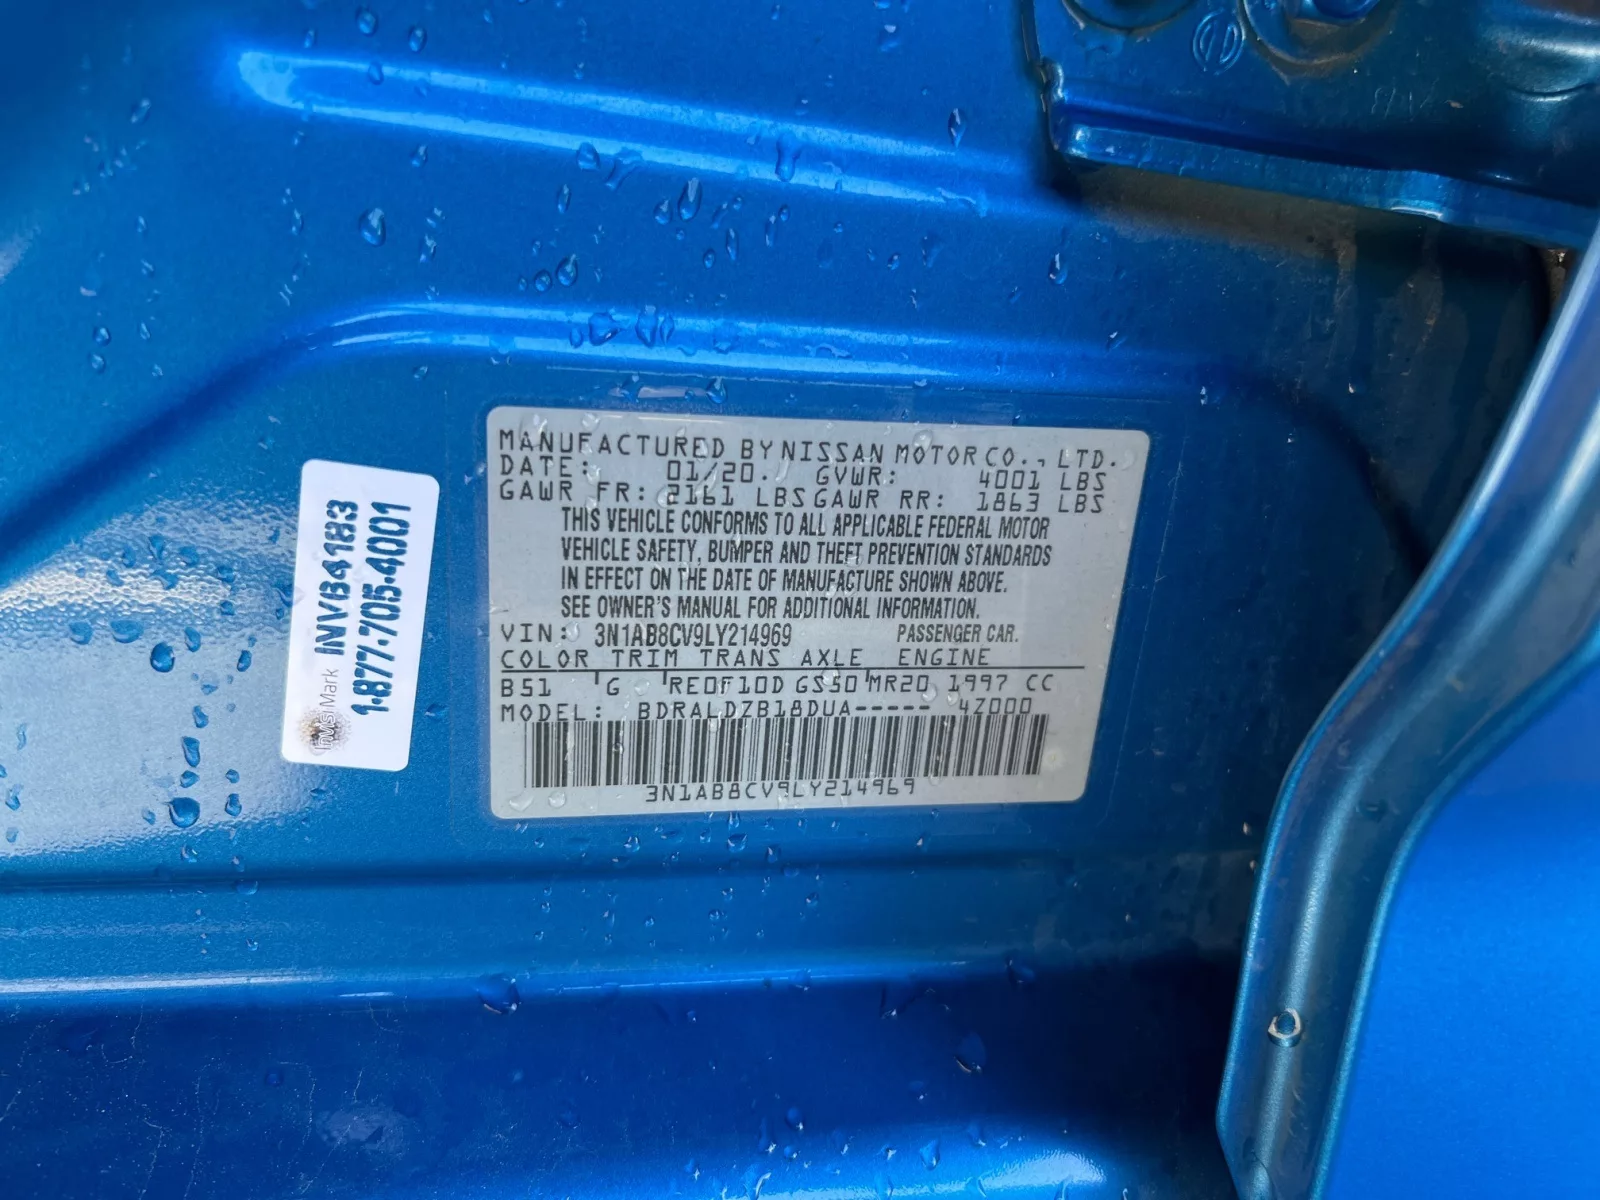 INVB4183
1-877-705-4001
InVisiMark
MANUFACTURED BY NISSAN MOTOR CO., LTD.
DATE: 01/20. GVWR: 4001 LBS
GAWR FR: 2161 LBS GAWR RR: 1863 LBS
THIS VEHICLE CONFORMS TO ALL APPLICABLE FEDERAL MOTOR
VEHICLE SAFETY, BUMPER AND THEFT PREVENTION STANDARDS
IN EFFECT ON THE DATE OF MANUFACTURE SHOWN ABOVE.
SEE OWNER'S MANUAL FOR ADDITIONAL INFORMATION.
VIN: 3N1AB8CV9LY214969 PASSENGER CAR.
COLOR TRIM TRANS AXLE ENGINE
B51 'G 'RE0F10D GS50'MR20 1997 CC
MODEL: BDRALDZB18DUA----- 4Z000
3N1AB8CV9LY214969